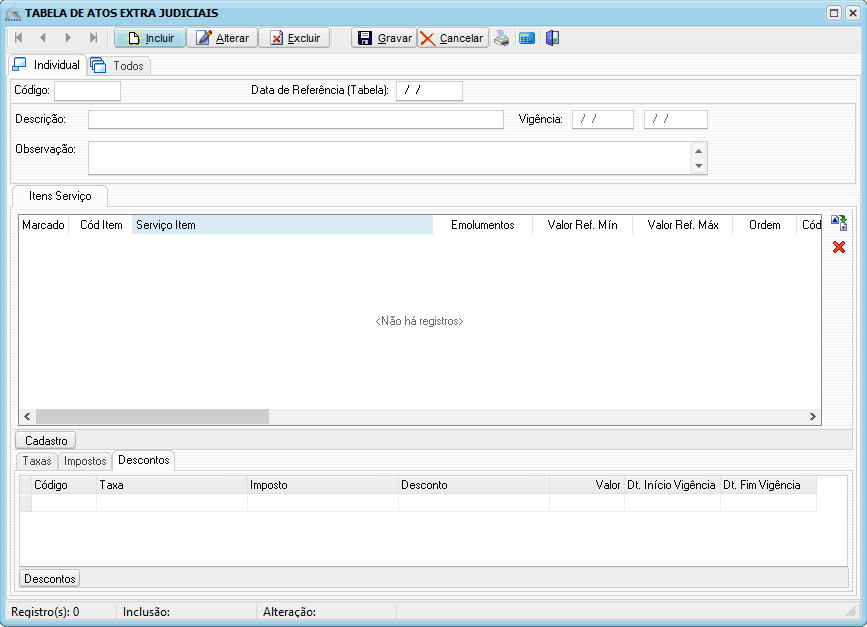 TABELA DE ATOS EXTRA JUDICIAIS
Incluir Alterar Excluir Gravar Cancelar
Individual Todos
Código: Data de Referência (Tabela): / /
Descrição: Vigência: / / / /
Observação:
Itens Serviço
Marcado Cód Item Serviço Item Emolumentos Valor Ref. Mín Valor Ref. Máx Ordem Cód
<Não há registros>
Cadastro
Taxas Impostos Descontos
Código Taxa Imposto Desconto Valor Dt. Início Vigência Dt. Fim Vigência
Descontos
Registro(s): 0 Inclusão: Alteração: